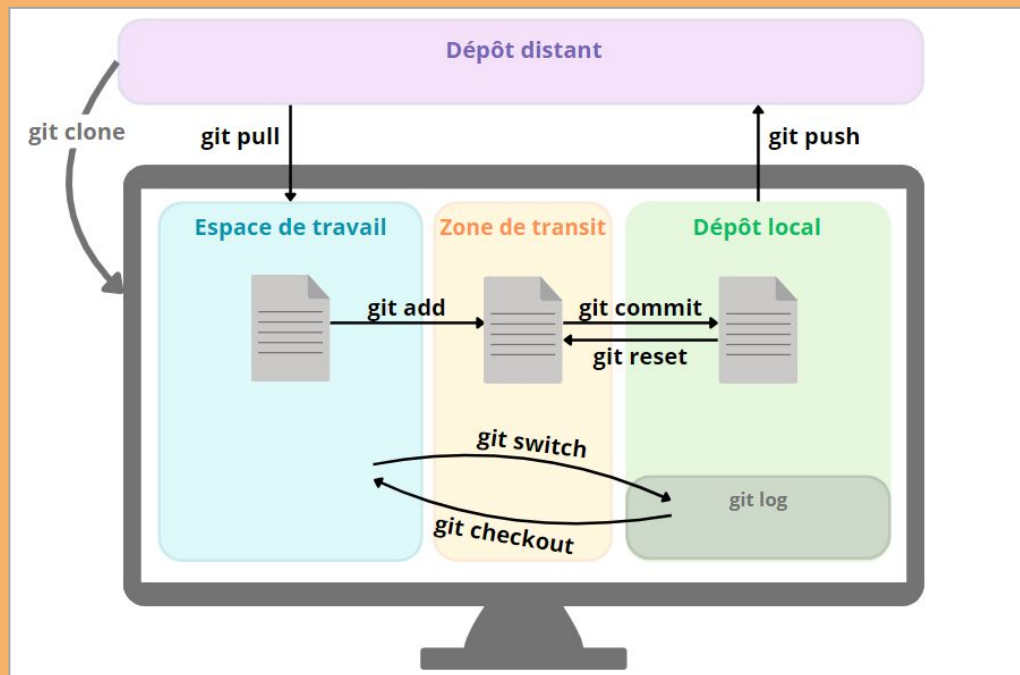 Dépôt distant
git clone
git pull
git push
Espace de travail
Zone de transit
Dépôt local
git add
git commit
git reset
git switch
git log
git checkout